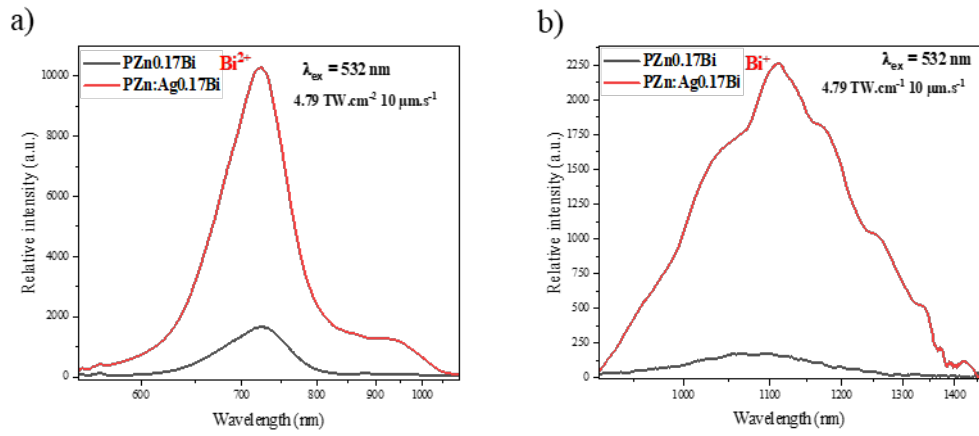 a)
PZn0.17Bi
PZn:Ag0.17Bi
Bi²⁺
λex = 532 nm
4.79 TW.cm⁻² 10 μm.s⁻¹
10000
8000
6000
4000
2000
0
600 700 800 900 1000
Relative intensity (a.u.)
Wavelength (nm)
b)
PZn0.17Bi
PZn:Ag0.17Bi
Bi⁺
λex = 532 nm
4.79 TW.cm⁻¹ 10 μm.s⁻¹
2250
2000
1750
1500
1250
1000
750
500
250
0
1000 1100 1200 1300 1400
Relative intensity (a.u.)
Wavelength (nm)